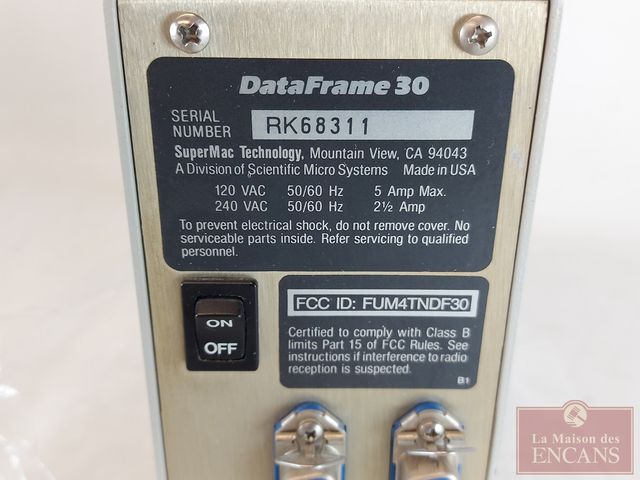 DataFrame 30
SERIAL NUMBER
RK68311
SuperMac Technology, Mountain View, CA 94043
A Division of Scientific Micro Systems Made in USA
120 VAC 50/60 Hz 5 Amp Max.
240 VAC 50/60 Hz 2½ Amp
To prevent electrical shock, do not remove cover. No
serviceable parts inside. Refer servicing to qualified
personnel.
ON
OFF
FCC ID: FUM4TNDF30
Certified to comply with Class B
limits Part 15 of FCC Rules. See
instructions if interference to radio
reception is suspected.
B1
La Maison des
ENCANS